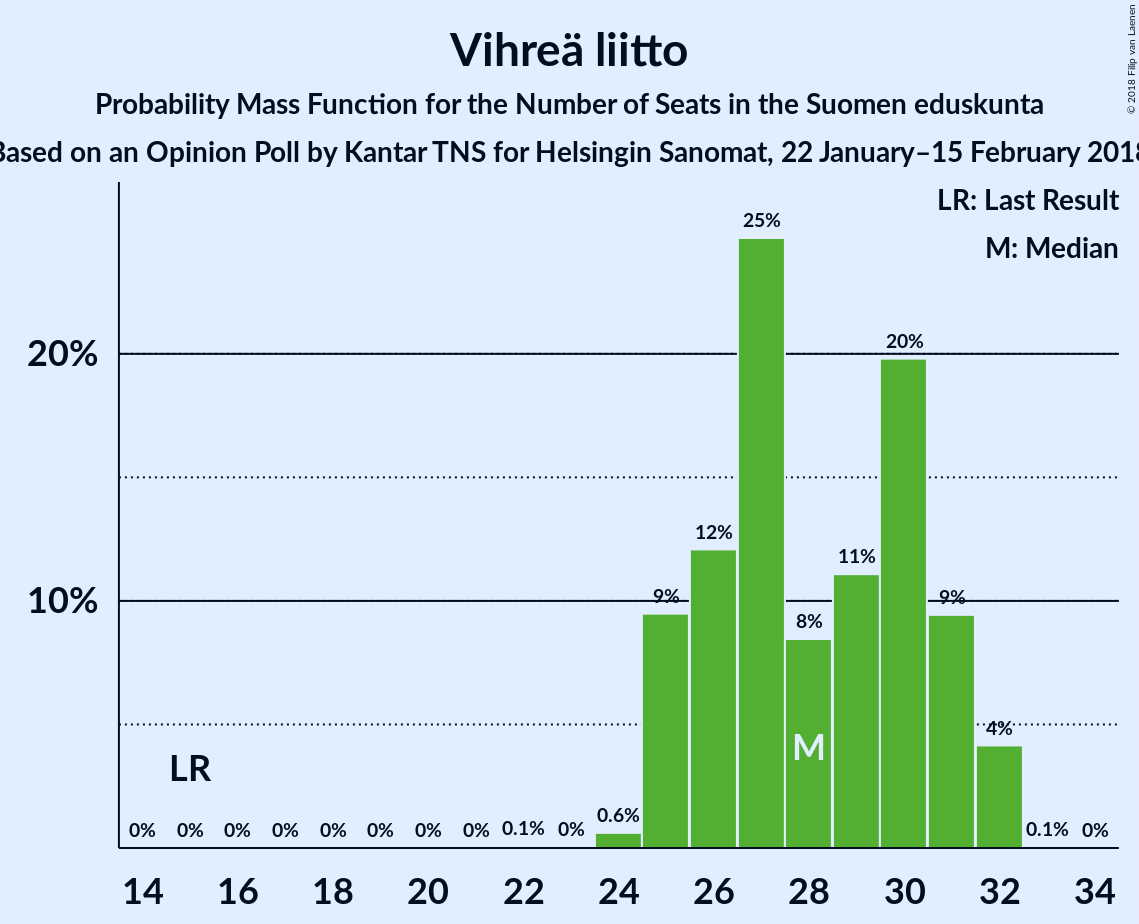 Vihreä liitto
Probability Mass Function for the Number of Seats in the Suomen eduskunta
Based on an Opinion Poll by Kantar TNS for Helsingin Sanomat, 22 January–15 February 2018
© 2018 Filip van Laenen
LR: Last Result
M: Median
25%
20%
20%
12%
11%
10%
9%
9%
8%
4%
M
LR
0% 0% 0% 0% 0% 0% 0% 0% 0.1% 0% 0.6% 0.1% 0%
14 16 18 20 22 24 26 28 30 32 34